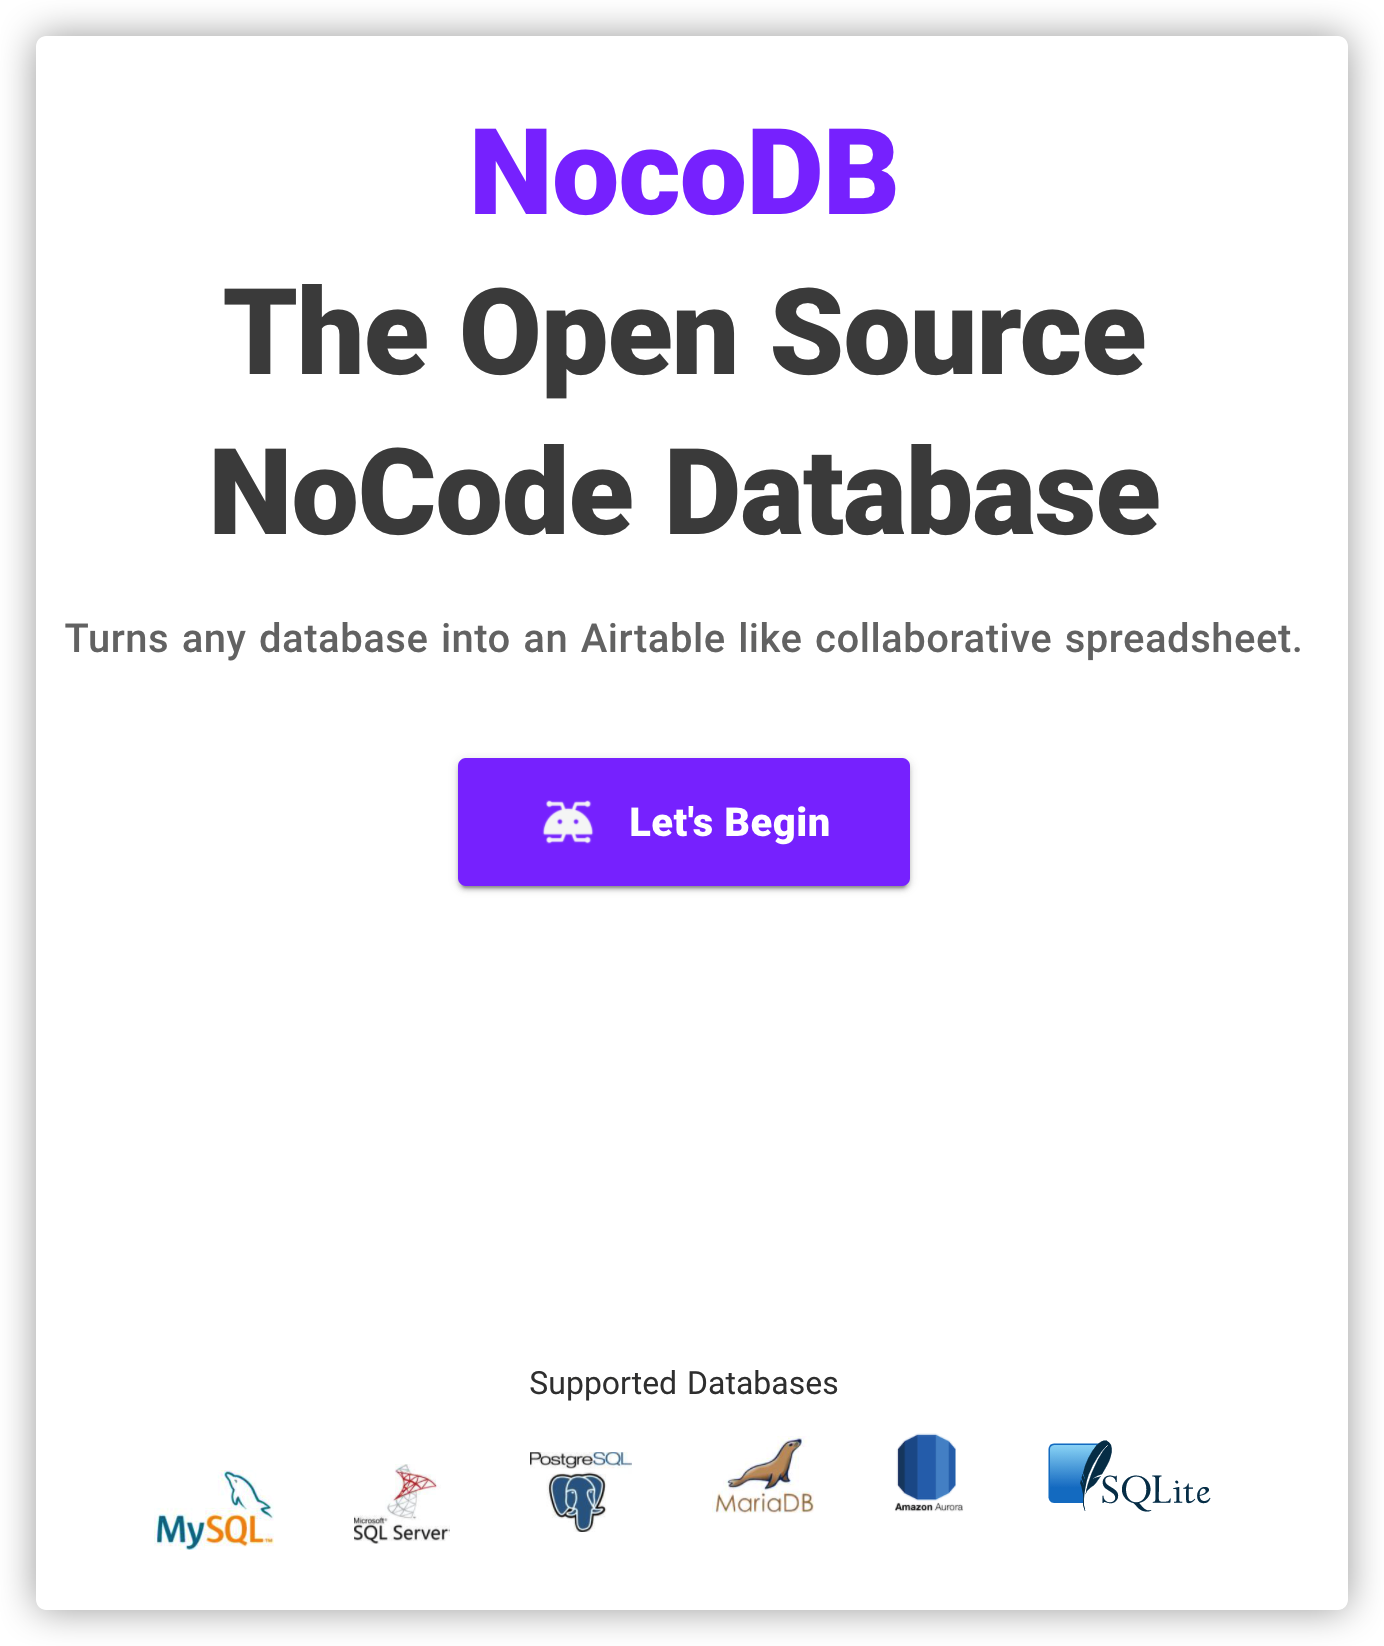 NocoDB
The Open Source
NoCode Database
Turns any database into an Airtable like collaborative spreadsheet.
Let's Begin
Supported Databases
MySQL™
Microsoft®
SQL Server
PostgreSQL
MariaDB
Amazon Aurora
SQLite